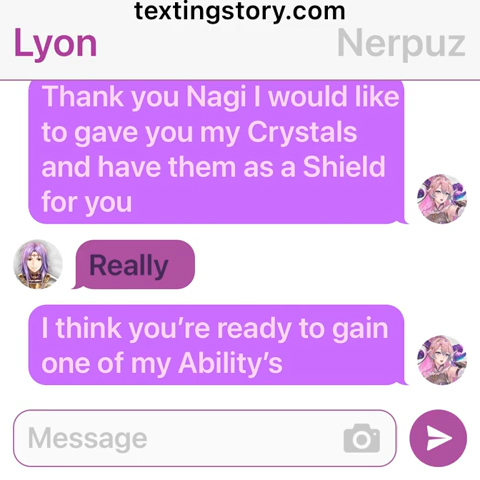 textingstory.com
Lyon
Nerpuz
Thank you Nagi I would like
to gave you my Crystals
and have them as a Shield
for you
Really
I think you’re ready to gain
one of my Ability’s
Message